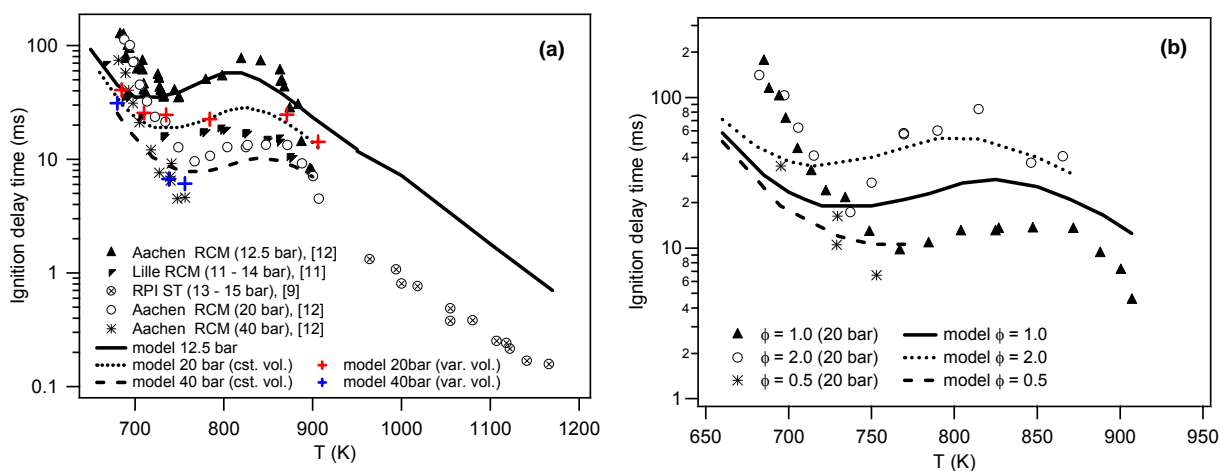 (a)
100
10
1
0.1
Ignition delay time (ms)
Aachen RCM (12.5 bar), [12]
Lille RCM (11 - 14 bar), [11]
RPI ST (13 - 15 bar), [9]
Aachen RCM (20 bar), [12]
Aachen RCM (40 bar), [12]
model 12.5 bar
model 20 bar (cst. vol.)
model 40 bar (cst. vol.)
model 20bar (var. vol.)
model 40bar (var. vol.)
700 800 900 1000 1100 1200
T (K)
(b)
2
100
8
6
4
2
10
8
6
4
2
1
Ignition delay time (ms)
ϕ = 1.0 (20 bar)
ϕ = 2.0 (20 bar)
ϕ = 0.5 (20 bar)
model ϕ = 1.0
model ϕ = 2.0
model ϕ = 0.5
650 700 750 800 850 900 950
T (K)